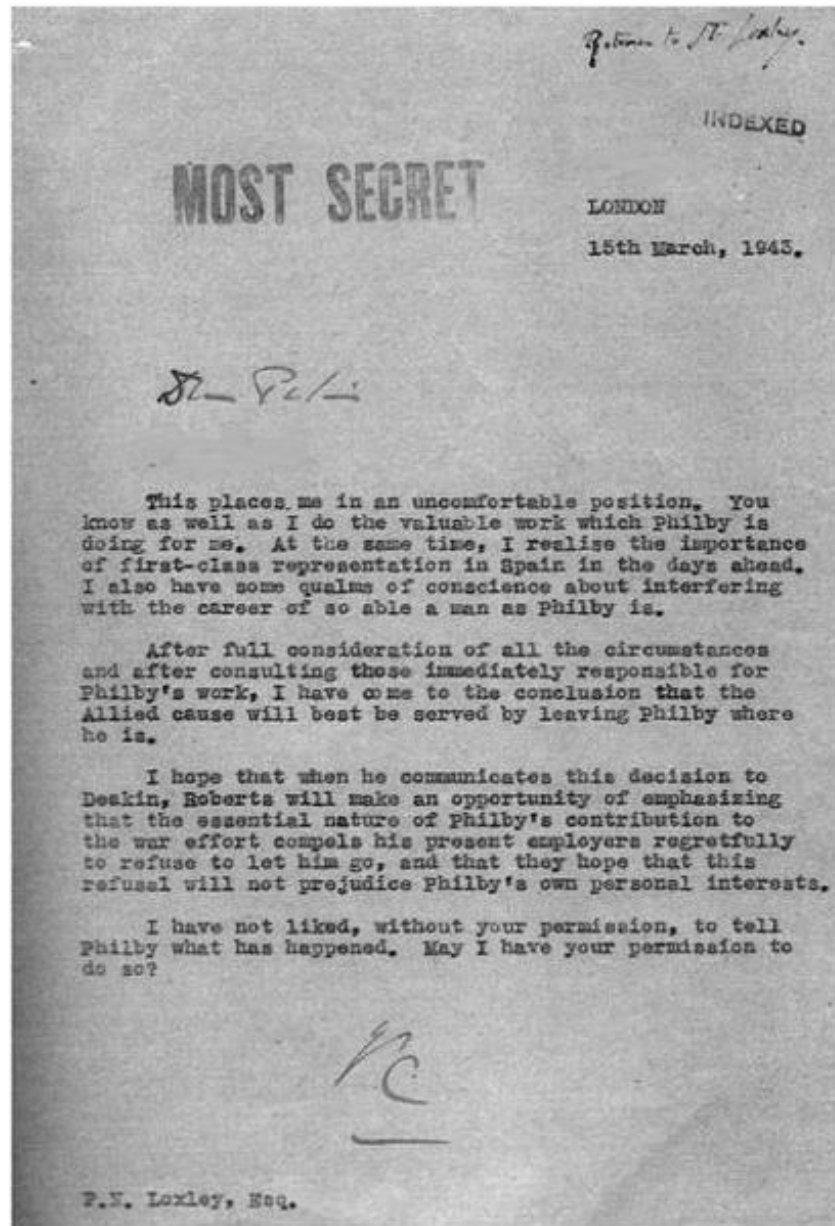 Return to Mr. Loxley.
INDEXED
MOST SECRET
LONDON
15th March, 1943.
This places me in an uncomfortable position. You
know as well as I do the valuable work which Philby is
doing for me. At the same time, I realise the importance
of first-class representation in Spain in the days ahead.
I also have some qualms of conscience about interfering
with the career of so able a man as Philby is.
After full consideration of all the circumstances
and after consulting those immediately responsible for
Philby's work, I have come to the conclusion that the
Allied cause will best be served by leaving Philby where
he is.
I hope that when he communicates this decision to
Deakin, Roberts will make an opportunity of emphasizing
that the essential nature of Philby's contribution to
the war effort compels his present employers regretfully
to refuse to let him go, and that they hope that this
refusal will not prejudice Philby's own personal interests.
I have not liked, without your permission, to tell
Philby what has happened. May I have your permission to
do so?
C
P.N. Loxley, Esq.